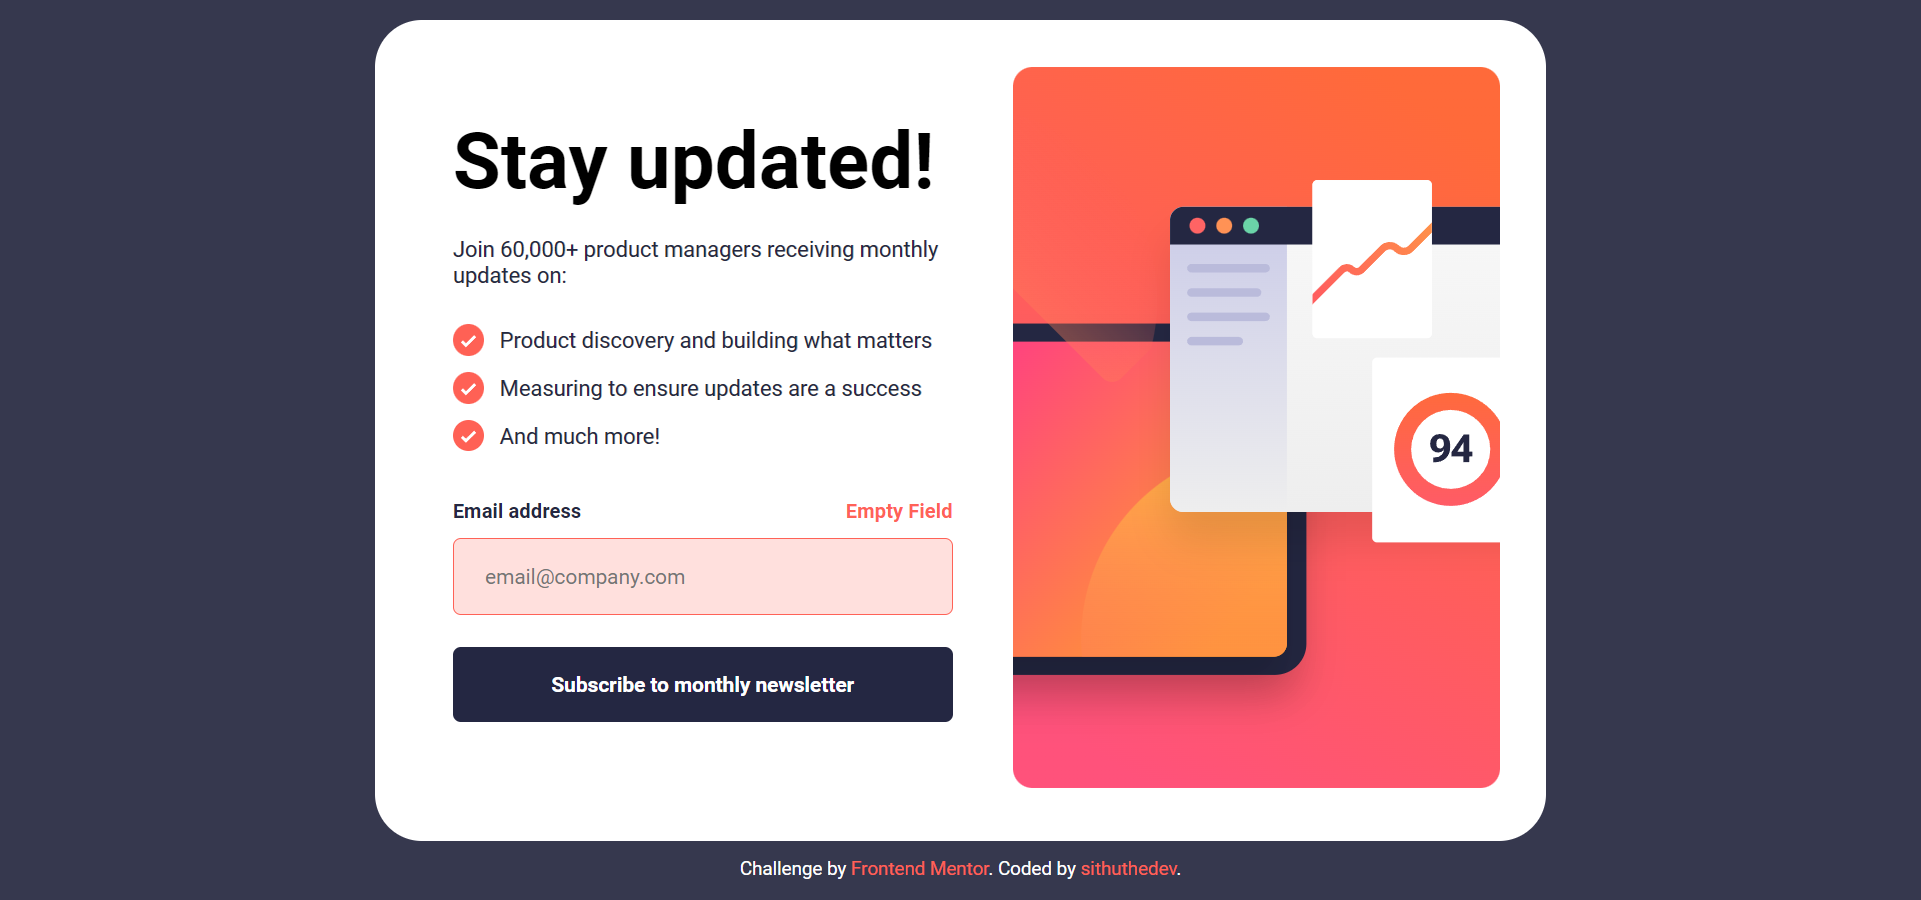 Stay updated!
Join 60,000+ product managers receiving monthly
updates on:
Product discovery and building what matters
Measuring to ensure updates are a success
And much more!
Email address
Empty Field
email@company.com
Subscribe to monthly newsletter
94
Challenge by Frontend Mentor. Coded by sithuthedev.